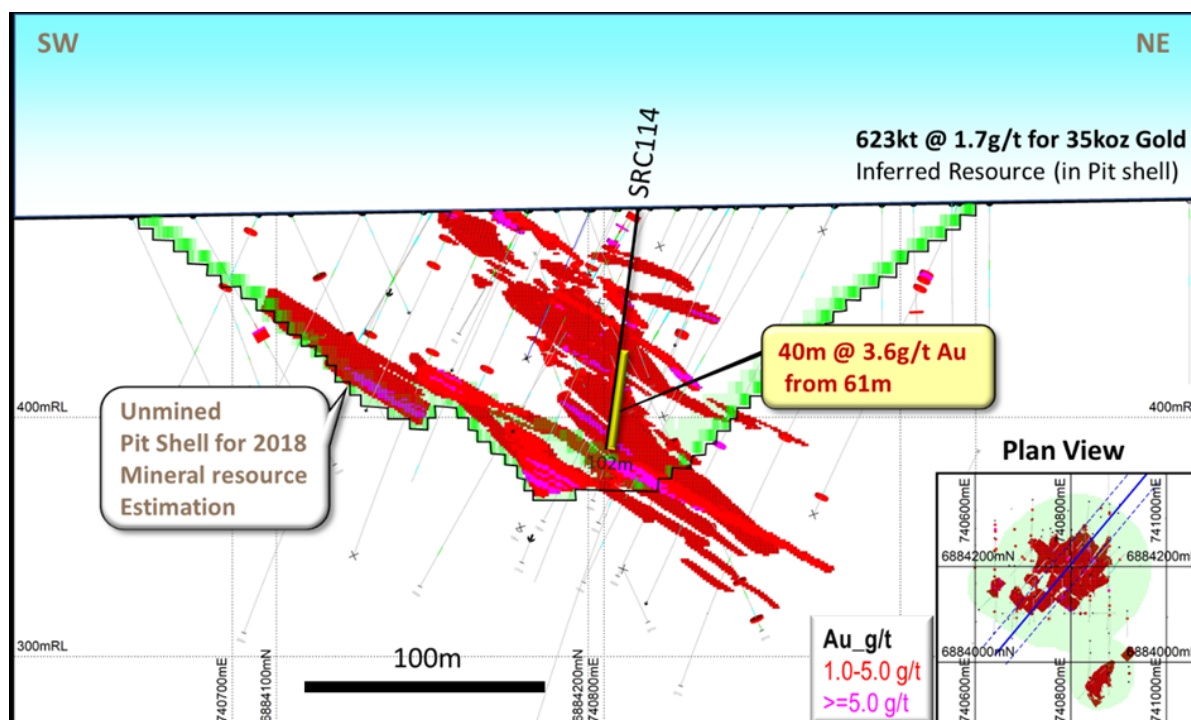 SW
NE
SRC114
623kt @ 1.7g/t for 35koz Gold
Inferred Resource (in Pit shell)
40m @ 3.6g/t Au
from 61m
400mRL
400mRL
Unmined
Pit Shell for 2018
Mineral resource
Estimation
102m
Plan View
740600mE
740800mE
741000mE
6884200mN
6884200mN
6884000mN
6884000mN
740600mE
740800mE
741000mE
300mRL
100m
Au_g/t
1.0-5.0 g/t
>=5.0 g/t
740700mE
6884100mN
6884200mN
740800mE